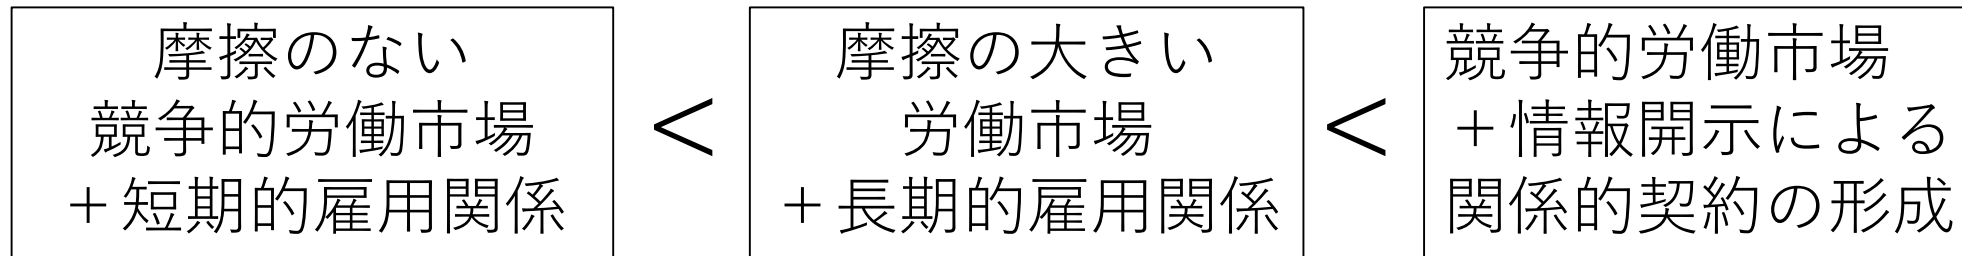 摩擦のない
競争的労働市場
+短期的雇用関係
<
摩擦の大きい
労働市場
+長期的雇用関係
<
競争的労働市場
+情報開示による
関係的契約の形成